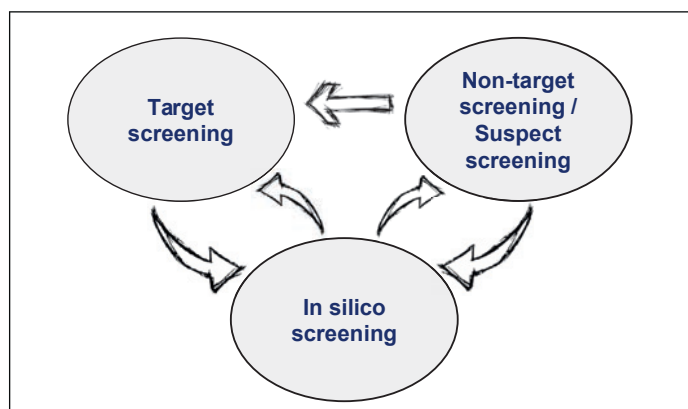 Target
screening
Non-target
screening /
Suspect
screening
In silico
screening